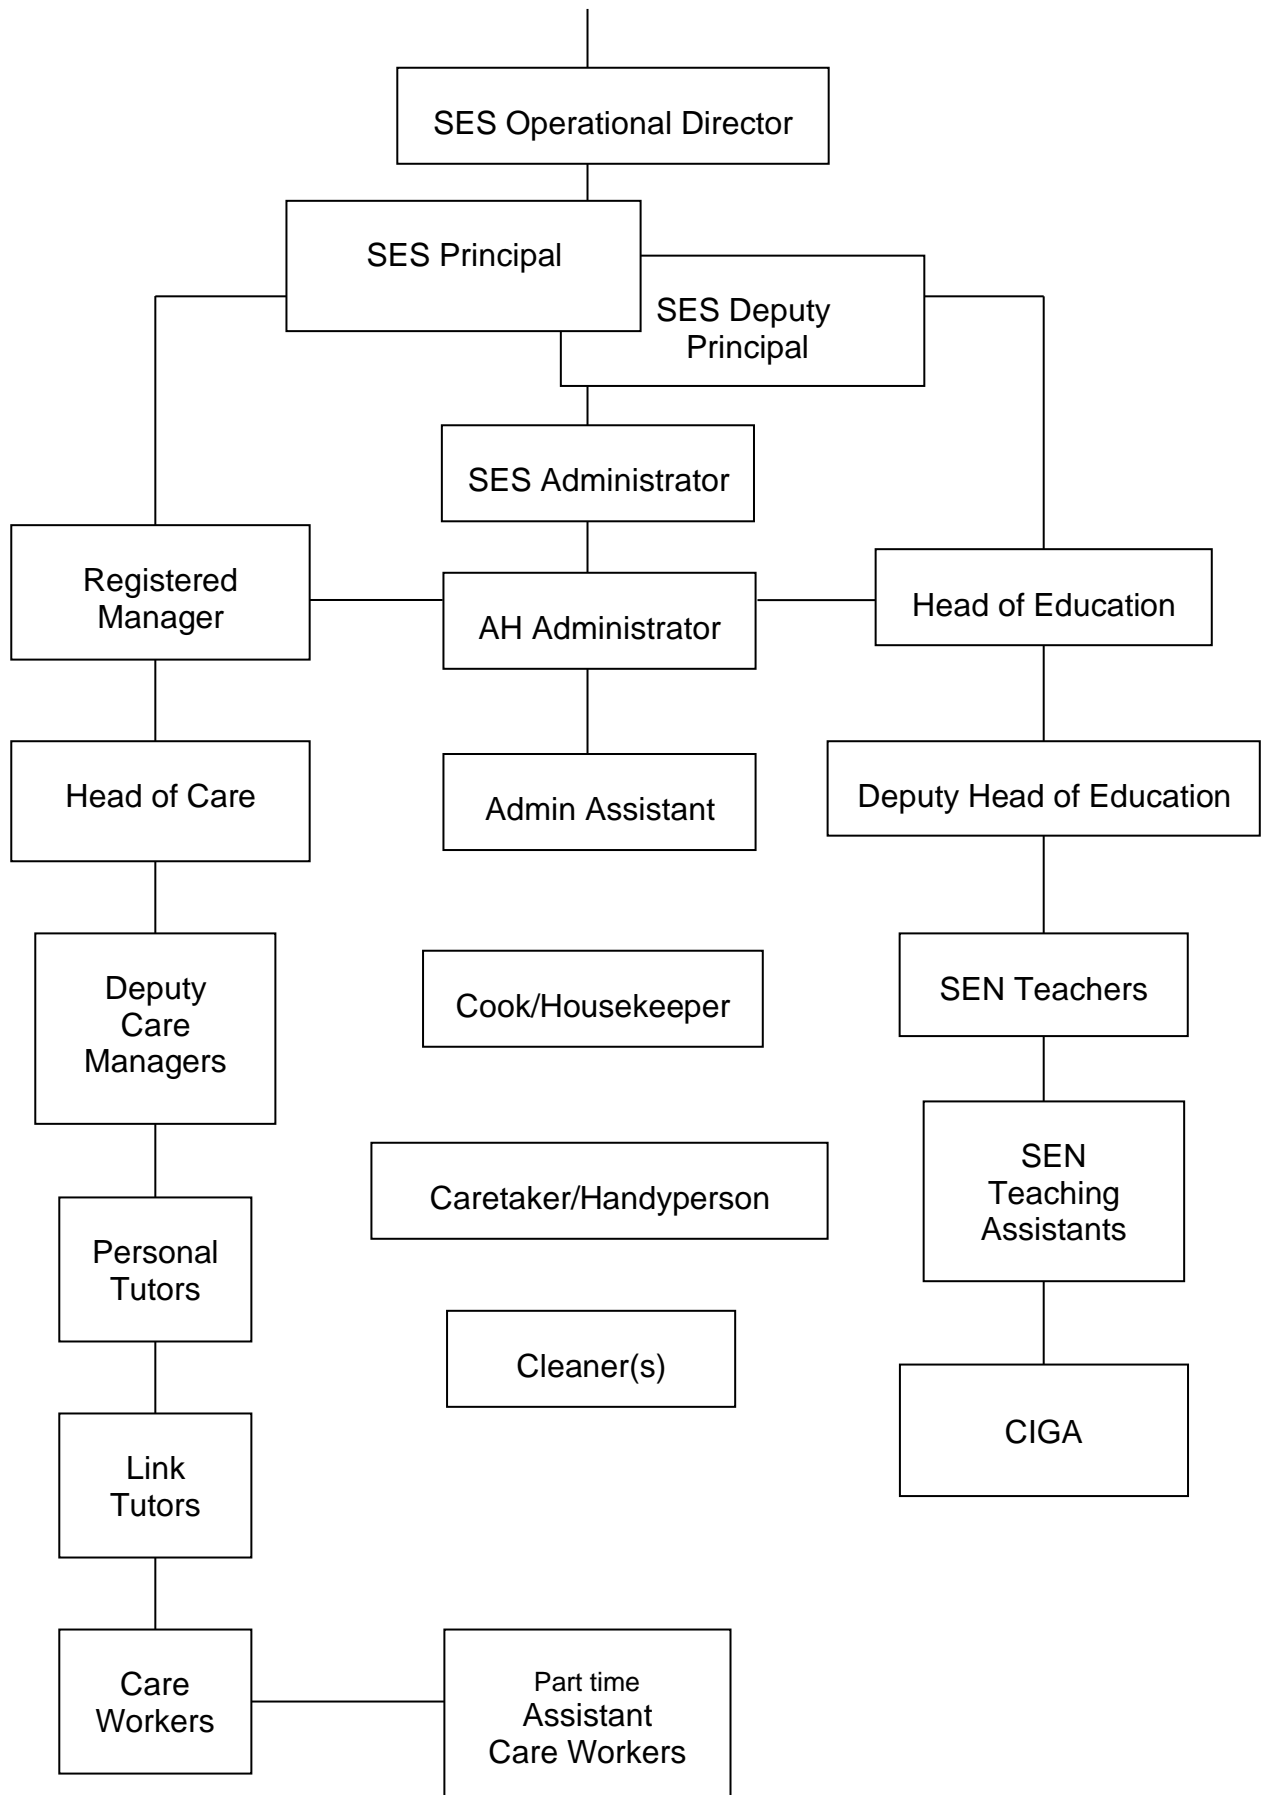 SES Operational Director
SES Principal
SES Deputy
Principal
SES Administrator
Registered
Manager
AH Administrator
Head of Education
Head of Care
Admin Assistant
Deputy Head of Education
Deputy
Care
Managers
Cook/Housekeeper
SEN Teachers
Caretaker/Handyperson
SEN
Teaching
Assistants
Personal
Tutors
Cleaner(s)
CIGA
Link
Tutors
Care
Workers
Part time
Assistant
Care Workers